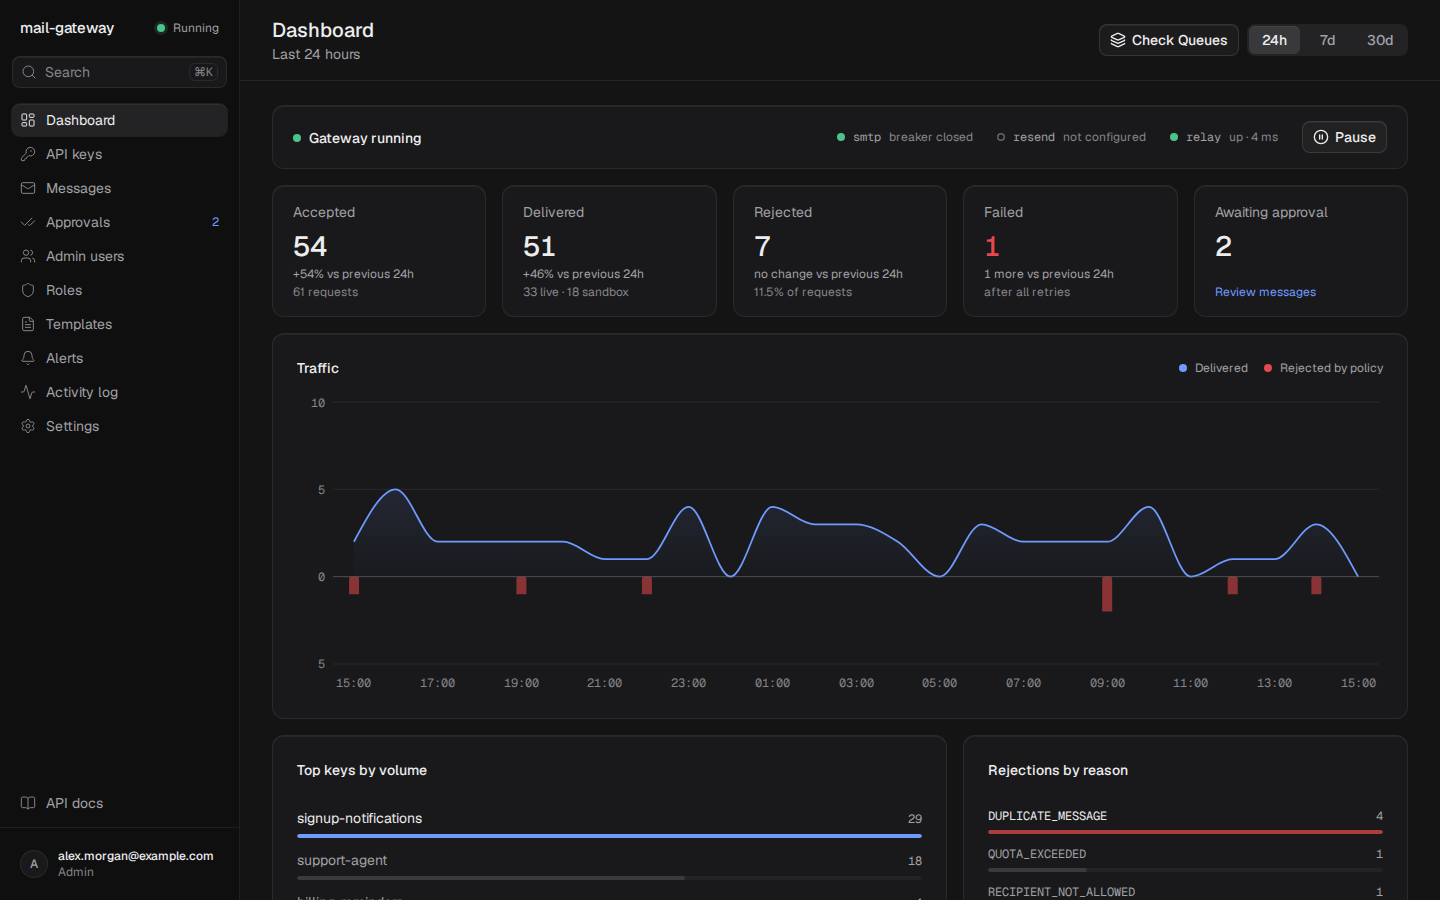 mail-gateway
Running
Search ⌘K
Dashboard
API keys
Messages
Approvals 2
Admin users
Roles
Templates
Alerts
Activity log
Settings
API docs
A
alex.morgan@example.com
Admin
Dashboard
Last 24 hours
Check Queues
24h 7d 30d
Gateway running
smtp breaker closed
resend not configured
relay up · 4 ms
Pause
Accepted
54
+54% vs previous 24h
61 requests
Delivered
51
+46% vs previous 24h
33 live · 18 sandbox
Rejected
7
no change vs previous 24h
11.5% of requests
Failed
1
1 more vs previous 24h
after all retries
Awaiting approval
2
Review messages
Traffic
Delivered Rejected by policy
10
5
0
5
15:00 17:00 19:00 21:00 23:00 01:00 03:00 05:00 07:00 09:00 11:00 13:00 15:00
Top keys by volume
signup-notifications 29
support-agent 18
Rejections by reason
DUPLICATE_MESSAGE 4
QUOTA_EXCEEDED 1
RECIPIENT_NOT_ALLOWED 1